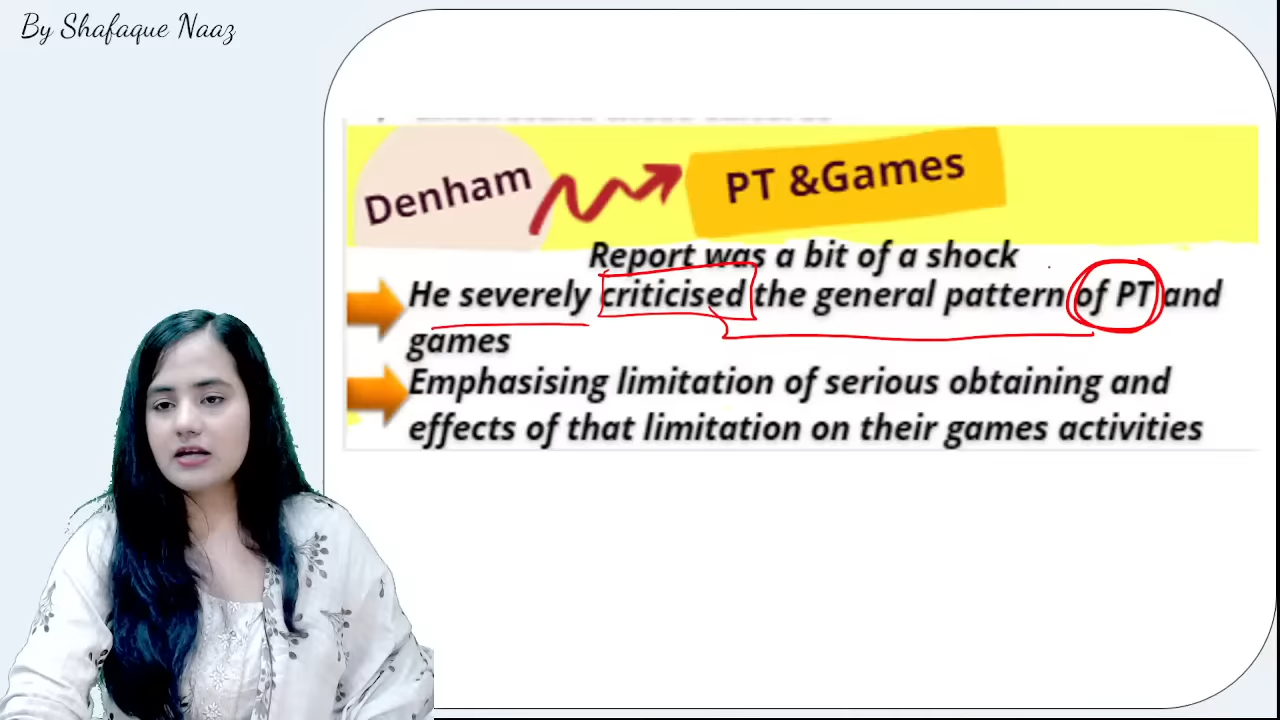 By Shafaque Naaz
Denham
PT &Games
Report was a bit of a shock
He severely criticised the general pattern of PT and
games
Emphasising limitation of serious obtaining and
effects of that limitation on their games activities